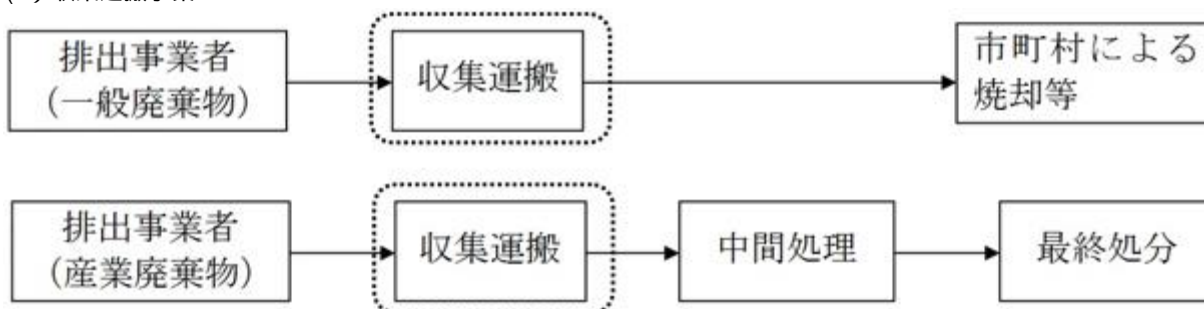 排出事業者
(一般廃棄物)
収集運搬
市町村による
焼却等
排出事業者
(産業廃棄物)
収集運搬
中間処理
最終処分